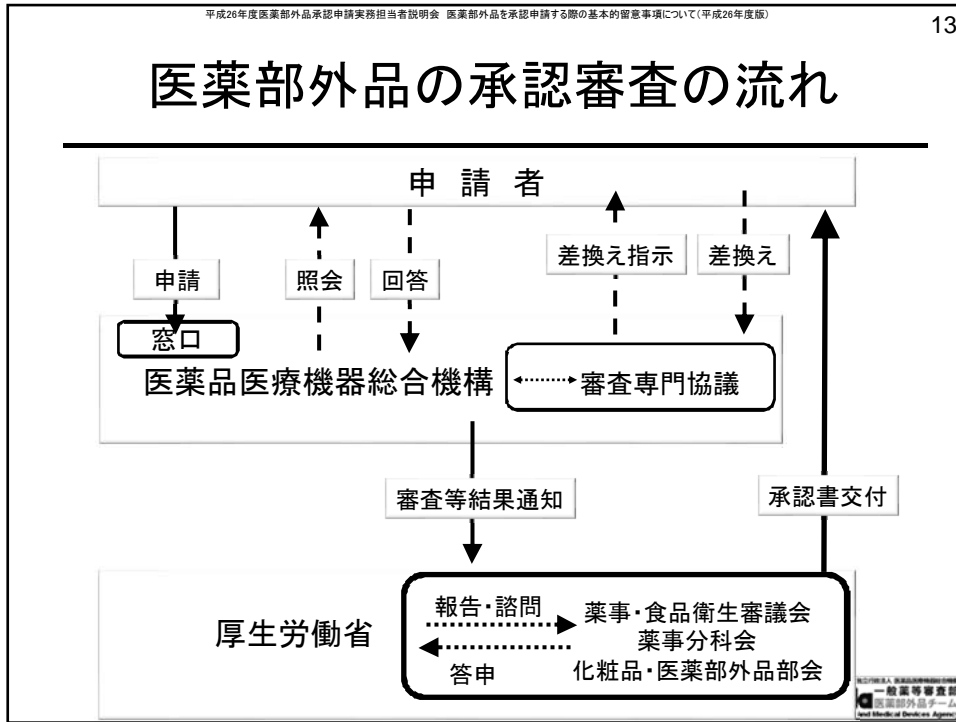 平成26年度医薬部外品承認申請実務担当者説明会 医薬部外品を承認申請する際の基本的留意事項について(平成26年度版)
13
医薬部外品の承認審査の流れ
申 請 者
申請
照会
回答
差換え指示
差換え
窓口
医薬品医療機器総合機構
審査専門協議
審査等結果通知
承認書交付
厚生労働省
報告・諮問
答申
薬事・食品衛生審議会
薬事分科会
化粧品・医薬部外品部会
一般薬等審査部
医薬部外品チーム
and Medical Devices Agency